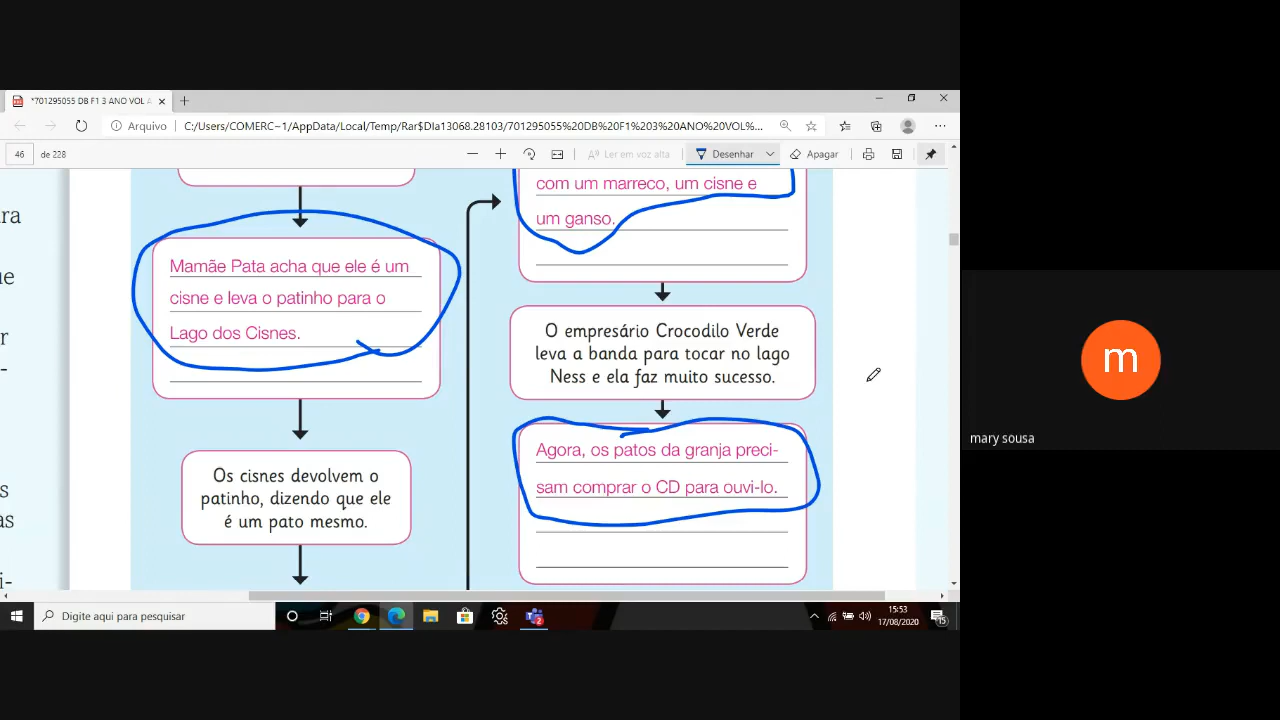 *701295055 DB F1 3 ANO VOL
Arquivo
C:/Users/COMERC~1/AppData/Local/Temp/Rar$DIa13068.28103/701295055%20DB%20F1%203%20ANO%20VOL%...
46
de 228
Ler em voz alta
Desenhar
Apagar
Mamãe Pata acha que ele é um
cisne e leva o patinho para o
Lago dos Cisnes.
Os cisnes devolvem o
patinho, dizendo que ele
é um pato mesmo.
com um marreco, um cisne e
um ganso.
O empresário Crocodilo Verde
leva a banda para tocar no lago
Ness e ela faz muito sucesso.
Agora, os patos da granja preci-
sam comprar o CD para ouvi-lo.
m
mary sousa
Digite aqui para pesquisar
15:53
17/08/2020